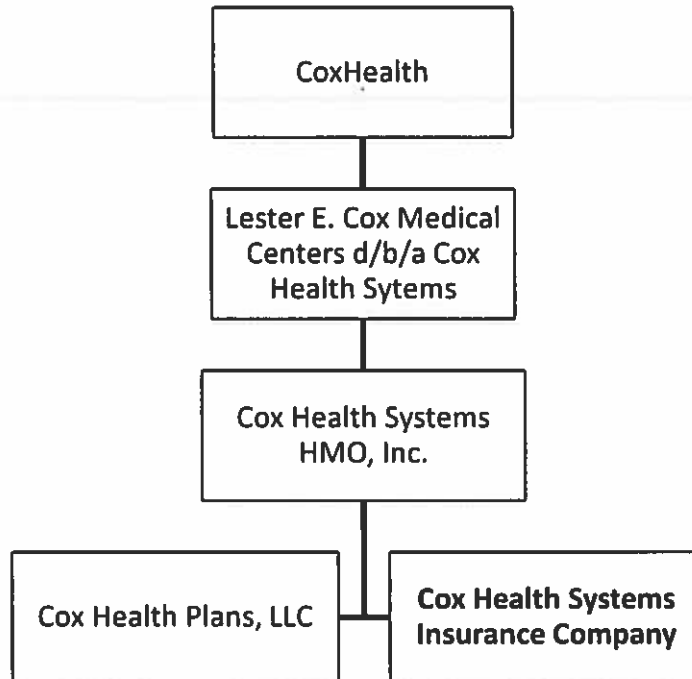 CoxHealth
Lester E. Cox Medical
Centers d/b/a Cox
Health Sytems
Cox Health Systems
HMO, Inc.
Cox Health Plans, LLC
Cox Health Systems
Insurance Company